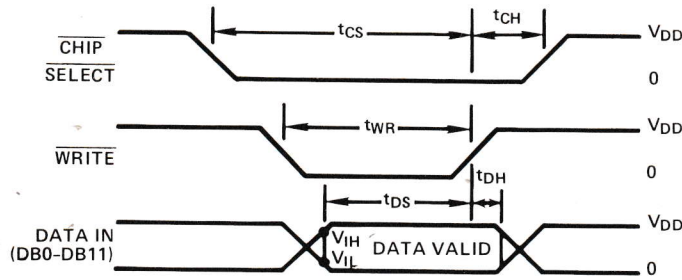 tCS
tCH
VDD
CHIP
SELECT
0
tWR
VDD
WRITE
0
tDH
tDS
VDD
DATA IN
(DB0-DB11)
VIH
VIL
DATA VALID
0